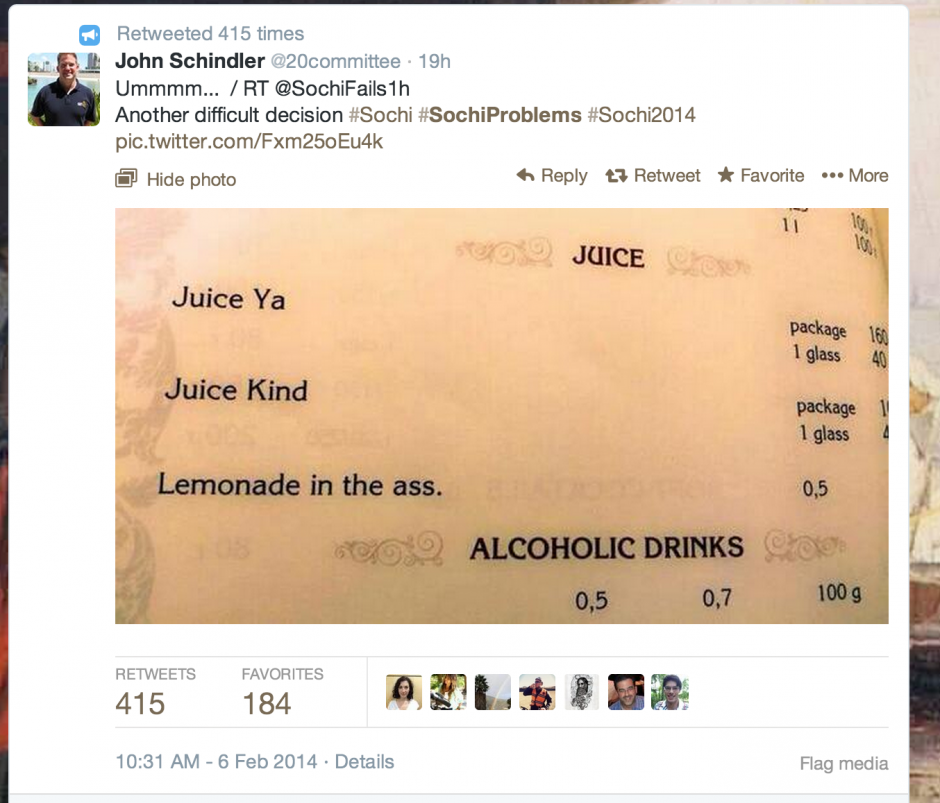 Retweeted 415 times
John Schindler @20committee · 19h
Ummmm... / RT @SochiFails1h
Another difficult decision #Sochi #SochiProblems #Sochi2014
pic.twitter.com/Fxm25oEu4k
Hide photo Reply Retweet Favorite More
1 l 100
JUICE 100
Juice Ya
package 160
1 glass 40
Juice Kind
package
1 glass
Lemonade in the ass. 0,5
ALCOHOLIC DRINKS
0,5 0,7 100 g
RETWEETS FAVORITES
415 184
10:31 AM - 6 Feb 2014 · Details Flag media